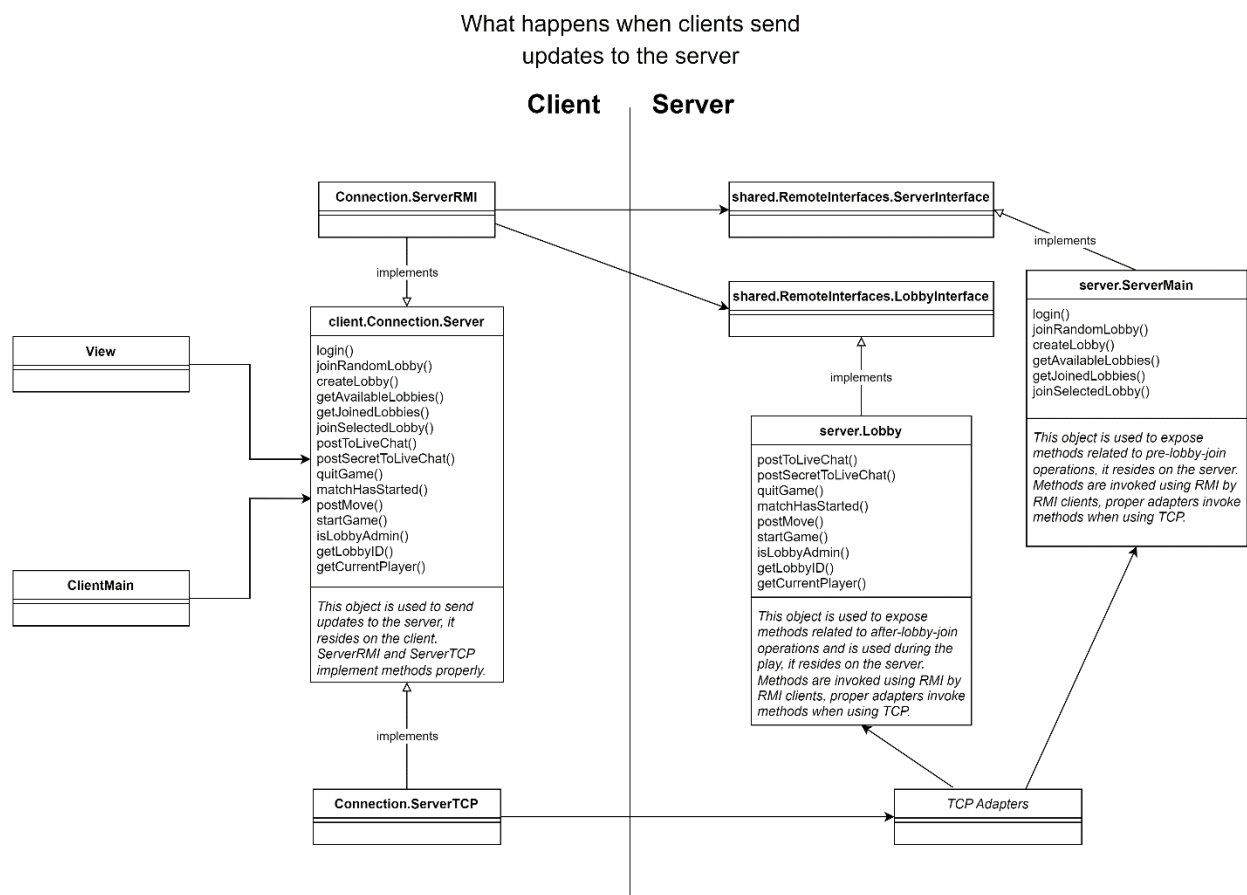 What happens when clients send
updates to the server
Client
Server
Connection.ServerRMI
shared.RemoteInterfaces.ServerInterface
implements
implements
shared.RemoteInterfaces.LobbyInterface
server.ServerMain
login()
joinRandomLobby()
createLobby()
getAvailableLobbies()
getJoinedLobbies()
joinSelectedLobby()
This object is used to expose
methods related to pre-lobby-join
operations, it resides on the server.
Methods are invoked using RMI by
RMI clients, proper adapters invoke
methods when using TCP.
client.Connection.Server
login()
joinRandomLobby()
createLobby()
getAvailableLobbies()
getJoinedLobbies()
joinSelectedLobby()
postToLiveChat()
postSecretToLiveChat()
quitGame()
matchHasStarted()
postMove()
startGame()
isLobbyAdmin()
getLobbyID()
getCurrentPlayer()
This object is used to send
updates to the server, it
resides on the client.
ServerRMI and ServerTCP
implement methods properly.
View
ClientMain
implements
server.Lobby
postToLiveChat()
postSecretToLiveChat()
quitGame()
matchHasStarted()
postMove()
startGame()
isLobbyAdmin()
getLobbyID()
getCurrentPlayer()
This object is used to expose
methods related to after-lobby-join
operations and is used during the
play, it resides on the server.
Methods are invoked using RMI by
RMI clients, proper adapters invoke
methods when using TCP.
implements
Connection.ServerTCP
TCP Adapters